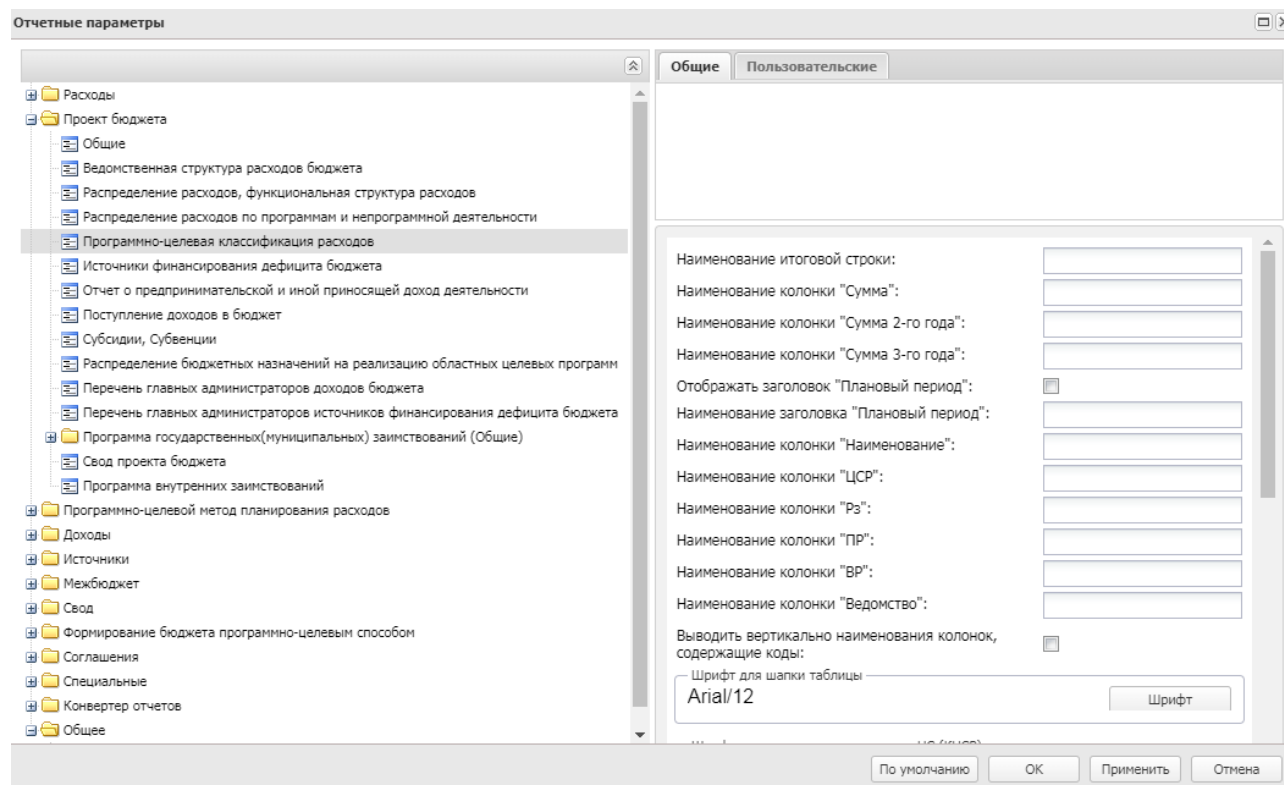 Отчетные параметры
Расходы
Проект бюджета
Общие
Ведомственная структура расходов бюджета
Распределение расходов, функциональная структура расходов
Распределение расходов по программам и непрограммной деятельности
Программно-целевая классификация расходов
Источники финансирования дефицита бюджета
Отчет о предпринимательской и иной приносящей доход деятельности
Поступление доходов в бюджет
Субсидии, Субвенции
Распределение бюджетных назначений на реализацию областных целевых программ
Перечень главных администраторов доходов бюджета
Перечень главных администраторов источников финансирования дефицита бюджета
Программа государственных(муниципальных) заимствований (Общие)
Свод проекта бюджета
Программа внутренних заимствований
Программно-целевой метод планирования расходов
Доходы
Источники
Межбюджет
Свод
Формирование бюджета программно-целевым способом
Соглашения
Специальные
Конвертер отчетов
Общее
Общие Пользовательские
Наименование итоговой строки:
Наименование колонки "Сумма":
Наименование колонки "Сумма 2-го года":
Наименование колонки "Сумма 3-го года":
Отображать заголовок "Плановый период":
Наименование заголовка "Плановый период":
Наименование колонки "Наименование":
Наименование колонки "ЦСР":
Наименование колонки "Рз":
Наименование колонки "ПР":
Наименование колонки "ВР":
Наименование колонки "Ведомство":
Выводить вертикально наименования колонок,
содержащие коды:
Шрифт для шапки таблицы
Arial/12 Шрифт
По умолчанию OK Применить Отмена